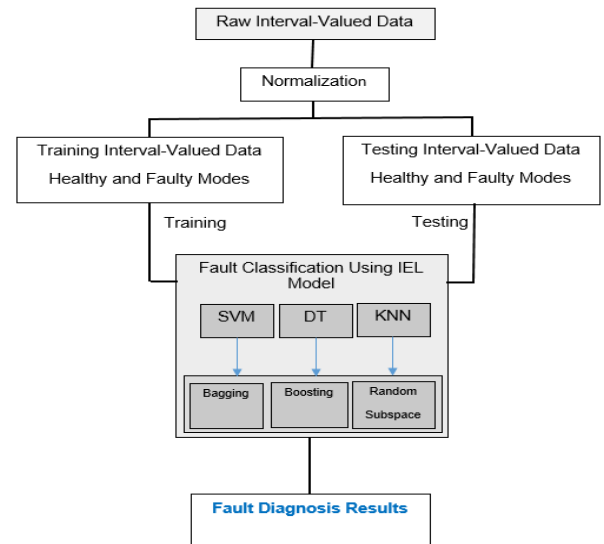 Raw Interval-Valued Data
Normalization
Training Interval-Valued Data
Healthy and Faulty Modes
Testing Interval-Valued Data
Healthy and Faulty Modes
Training
Testing
Fault Classification Using IEL
Model
SVM
DT
KNN
Bagging
Boosting
Random
Subspace
Fault Diagnosis Results